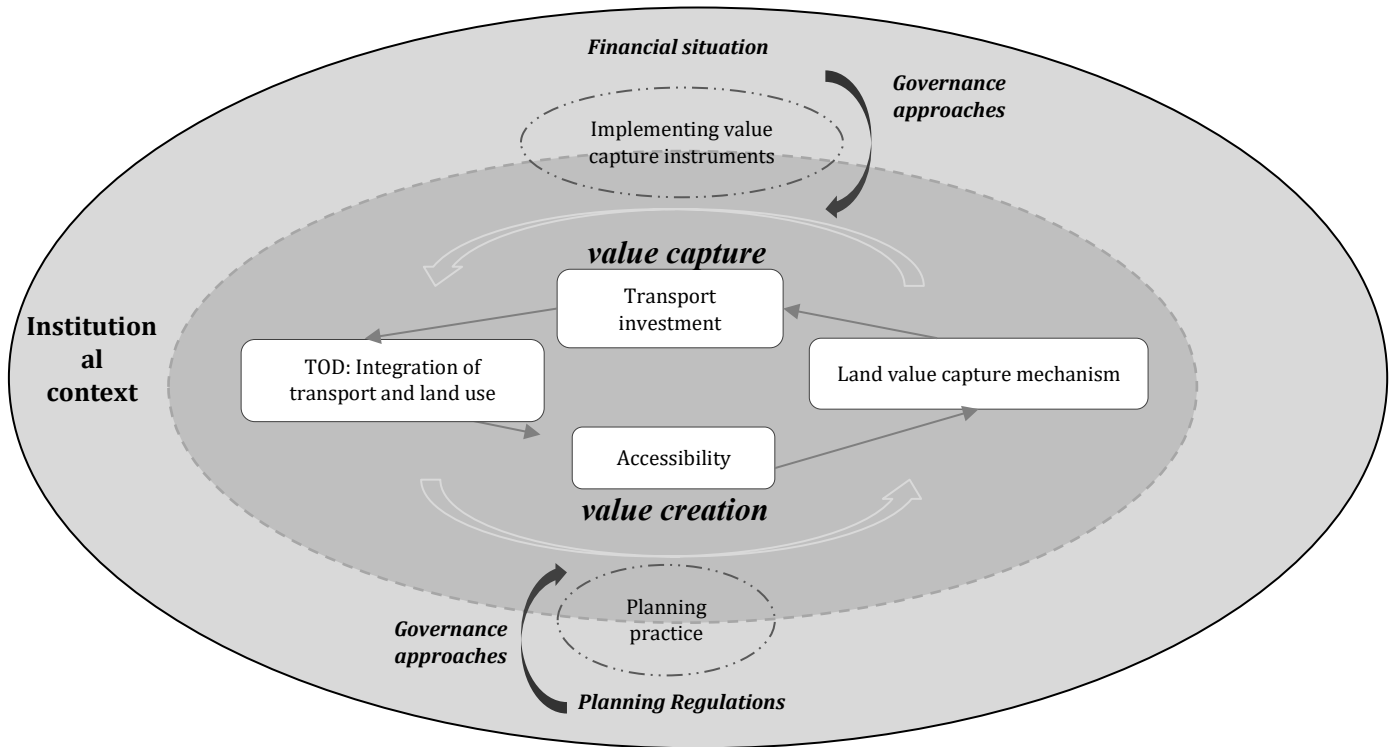 Financial situation
Governance
approaches
Implementing value
capture instruments
value capture
Transport
investment
Institution
al
context
TOD: Integration of
transport and land use
Land value capture mechanism
Accessibility
value creation
Planning
practice
Governance
approaches
Planning Regulations